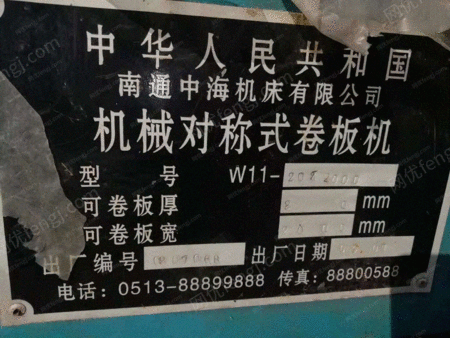 中华人民共和国
南通中海机床有限公司
机械对称式卷板机
型号 W11-20X2000
可卷板厚 mm
可卷板宽 mm
出厂编号 出厂日期
电话：0513-88899888 传真：88800588